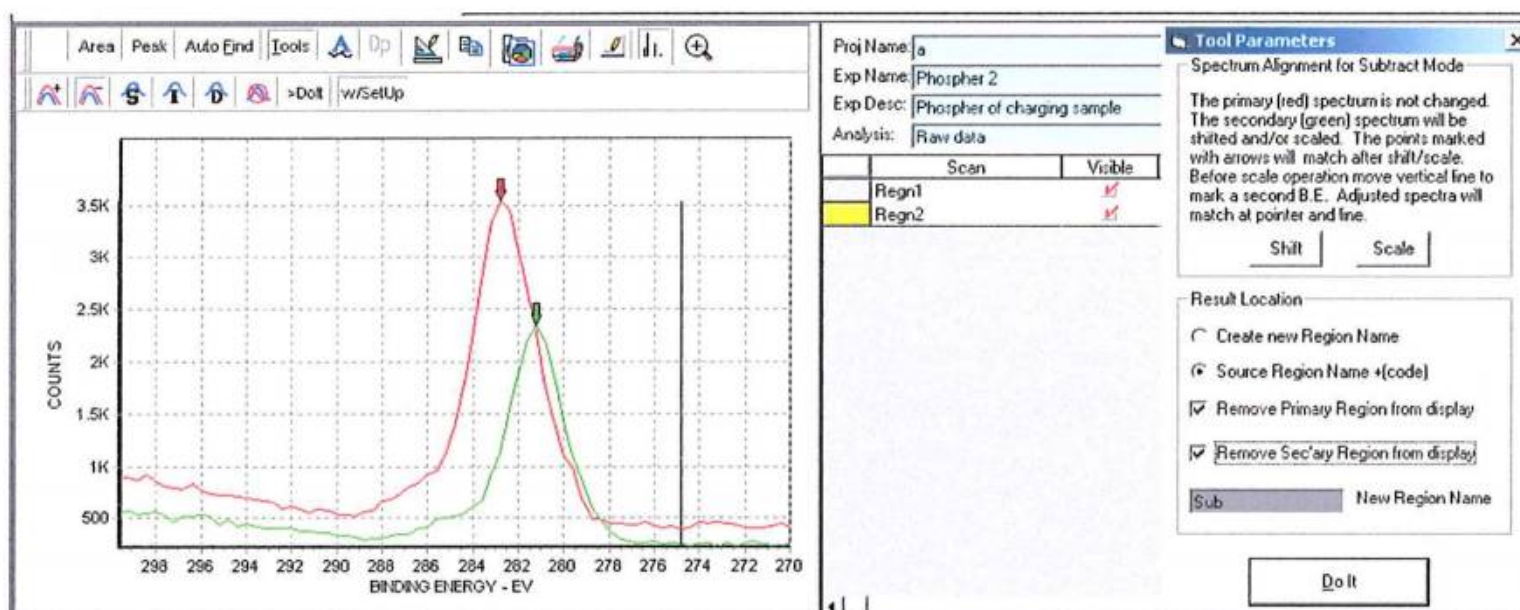 Area Peak Auto Find Tools Dp
S I D >DoIt w/SetUp
3.5K
3K
2.5K
2K
1.5K
1K
500
COUNTS
298 296 294 292 290 288 286 284 282 280 278 276 274 272 270
BINDING ENERGY - EV
Proj Name: a
Exp Name: Phospher 2
Exp Desc: Phospher of charging sample
Analysis: Raw data
Scan Visible
Regn1
Regn2
Tool Parameters
Spectrum Alignment for Subtract Mode
The primary (red) spectrum is not changed.
The secondary (green) spectrum will be
shifted and/or scaled. The points marked
with arrows will match after shift/scale.
Before scale operation move vertical line to
mark a second B.E. Adjusted spectra will
match at pointer and line.
Shift Scale
Result Location
Create new Region Name
Source Region Name +(code)
Remove Primary Region from display
Remove Sec'ary Region from display
Sub New Region Name
Do It